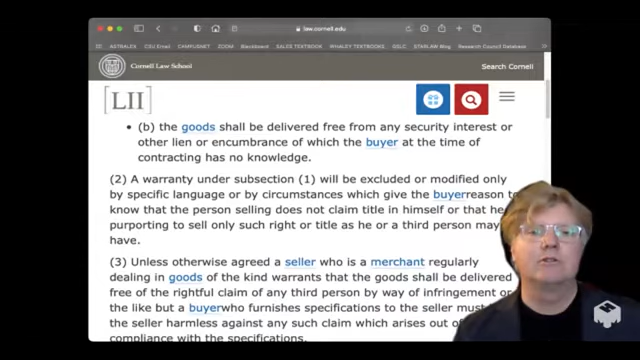 law.cornell.edu
ASTRALEX CSU Email CAMPUSNET ZOOM Blackboard SALES TEXTBOOKS WHALEY TEXTBOOKS STARLAW Blog Research Council Database
Cornell Law School Search Cornell
[LII]
• (b) the goods shall be delivered free from any security interest or
other lien or encumbrance of which the buyer at the time of
contracting has no knowledge.
(2) A warranty under subsection (1) will be excluded or modified only
by specific language or by circumstances which give the buyerreason to
know that the person selling does not claim title in himself or that he
purporting to sell only such right or title as he or a third person may
have.
(3) Unless otherwise agreed a seller who is a merchant regularly
dealing in goods of the kind warrants that the goods shall be delivered
free of the rightful claim of any third person by way of infringement or
the like but a buyerwho furnishes specifications to the seller must
the seller harmless against any such claim which arises out of
compliance with the specifications.